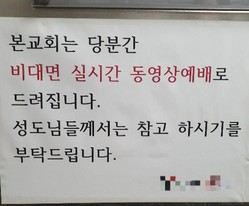 본교회는 당분간
비대면 실시간 동영상예배로
드려집니다.
성도님들께서는 참고 하시기를
부탁드립니다.